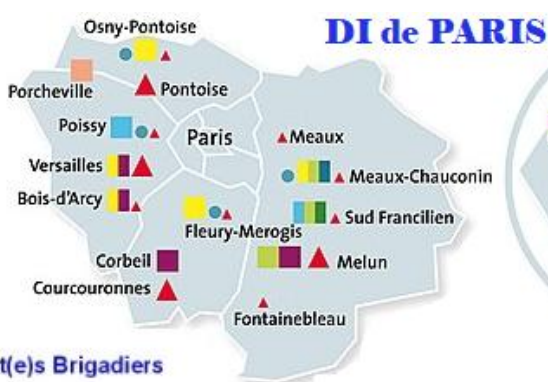 DI de PARIS
Osny-Pontoise
Porcheville
Pontoise
Poissy
Paris
Meaux
Versailles
Meaux-Chauconin
Bois-d'Arcy
Sud Francilien
Fleury-Merogis
Corbeil
Melun
Courcouronnes
Fontainebleau
t(e)s Brigadiers